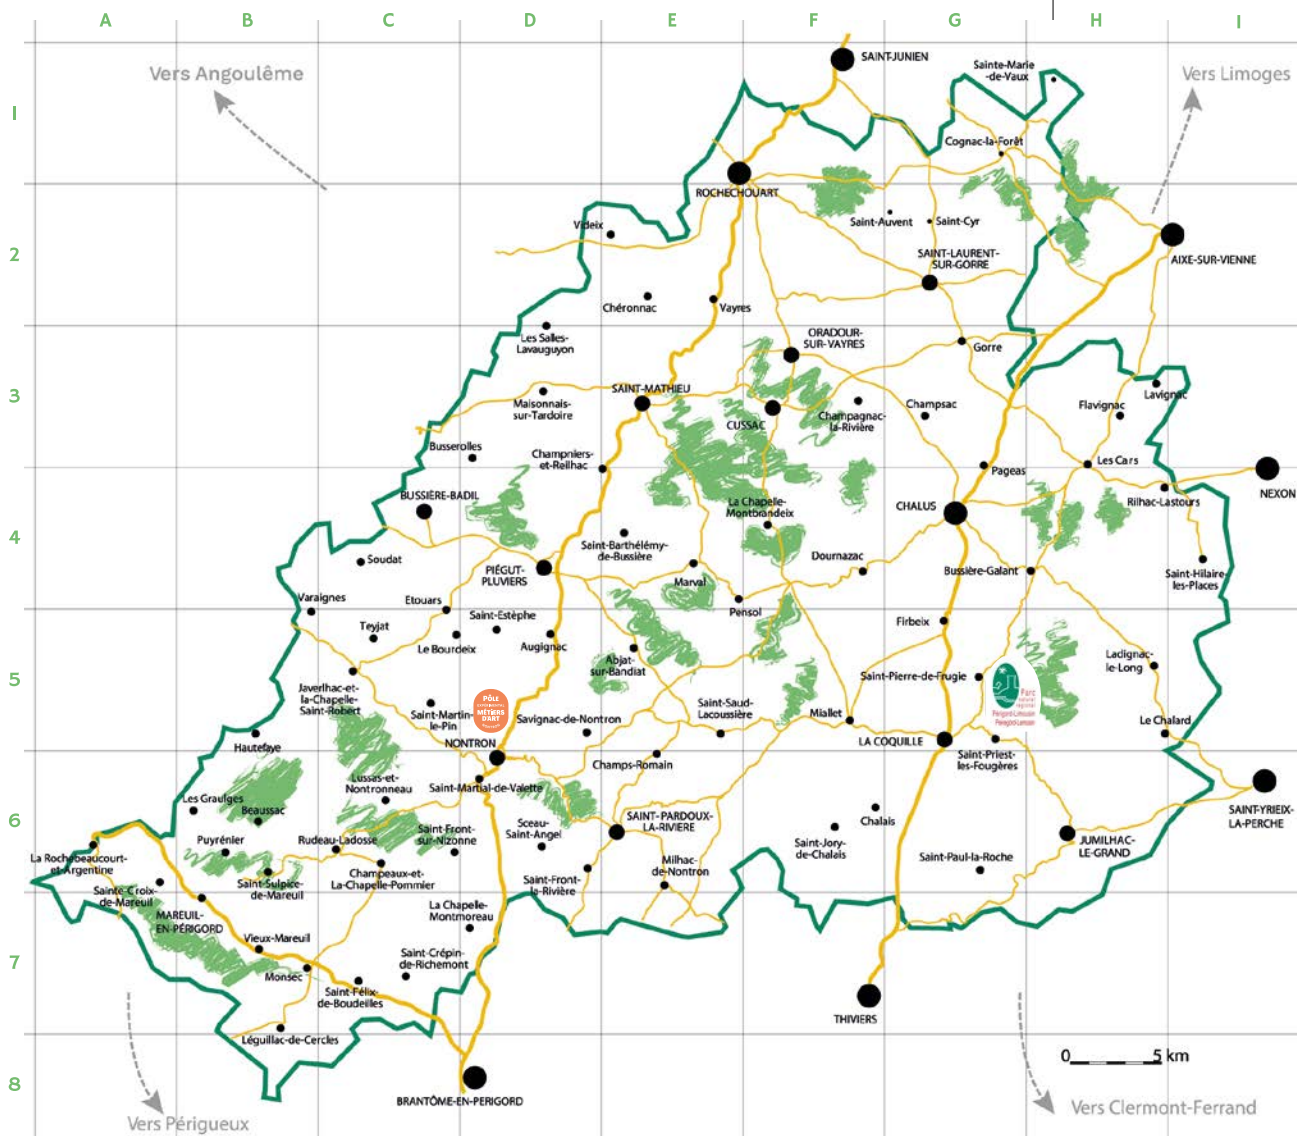 A B C D E F G H I
1
2
3
4
5
6
7
8
Vers Angoulême
Vers Limoges
SAINT-JUNIEN
Sainte-Marie
-de-Vaux
Cognac-la-Forêt
ROCHECHOUART
Saint-Auvent
Saint-Cyr
Videix
SAINT-LAURENT-
SUR-GORRE
AIXE-SUR-VIENNE
Chéronnac
Vayres
Les Salles-
Lavauguyon
ORADOUR-
SUR-VAYRES
Gorre
SAINT-MATHIEU
Maisonnais-
sur-Tardoire
CUSSAC
Champagnac-
la-Rivière
Champsac
Flavignac
Lavignac
Busserolles
Champniers-
et-Reilhac
Pageas
Les Cars
BUSSIÈRE-BADIL
La Chapelle-
Montbrandeix
CHALUS
Rilhac-Lastours
NEXON
Soudat
PIÉGUT-
PLUVIERS
Saint-Barthélémy-
de-Bussière
Marval
Dournazac
Bussière-Galant
Saint-Hilaire-
les-Places
Varaignes
Etouars
Saint-Estèphe
Pensol
Firbeix
Teyjat
Le Bourdeix
Augignac
Abjat-
sur-Bandiat
Ladignac-
le-Long
Javerlhac-et-
la-Chapelle-
Saint-Robert
Saint-Martin-
le-Pin
PÔLE
MÉTIERS
D'ART
Savignac-de-Nontron
Saint-Saud-
Lacoussière
Saint-Pierre-de-Frugie
Parc
naturel
régional
Périgord-Limousin
Miallet
Le Chalard
Hautefaye
NONTRON
LA COQUILLE
Saint-Priest-
les-Fougères
Champs-Romain
Lussas-et-
Nontronneau
Saint-Martial-de-Valette
SAINT-YRIEIX-
LA-PERCHE
Les Graulges
Beaussac
Sceau-
Saint-Angel
SAINT-PARDOUX-
LA-RIVIERE
Chalais
Puyrénier
Rudeau-Ladosse
Saint-Front-
sur-Nizonne
Saint-Jory-
de-Chalais
JUMILHAC-
LE-GRAND
La Rochebeaucourt-
et-Argentine
Saint-Paul-la-Roche
Milhac-
de-Nontron
Champeaux-et-
La-Chapelle-Pommier
Saint-Front-
la-Rivière
Sainte-Croix-
de-Mareuil
Saint-Sulpice-
de-Mareuil
MAREUIL-
EN-PÉRIGORD
La Chapelle-
Montmoreau
Vieux-Mareuil
Monsec
Saint-Crépin-
de-Richemont
Saint-Félix-
de-Boudeilles
THIVIERS
Léguillac-de-Cercles
BRANTÔME-EN-PERIGORD
0 5 km
Vers Périgueux
Vers Clermont-Ferrand